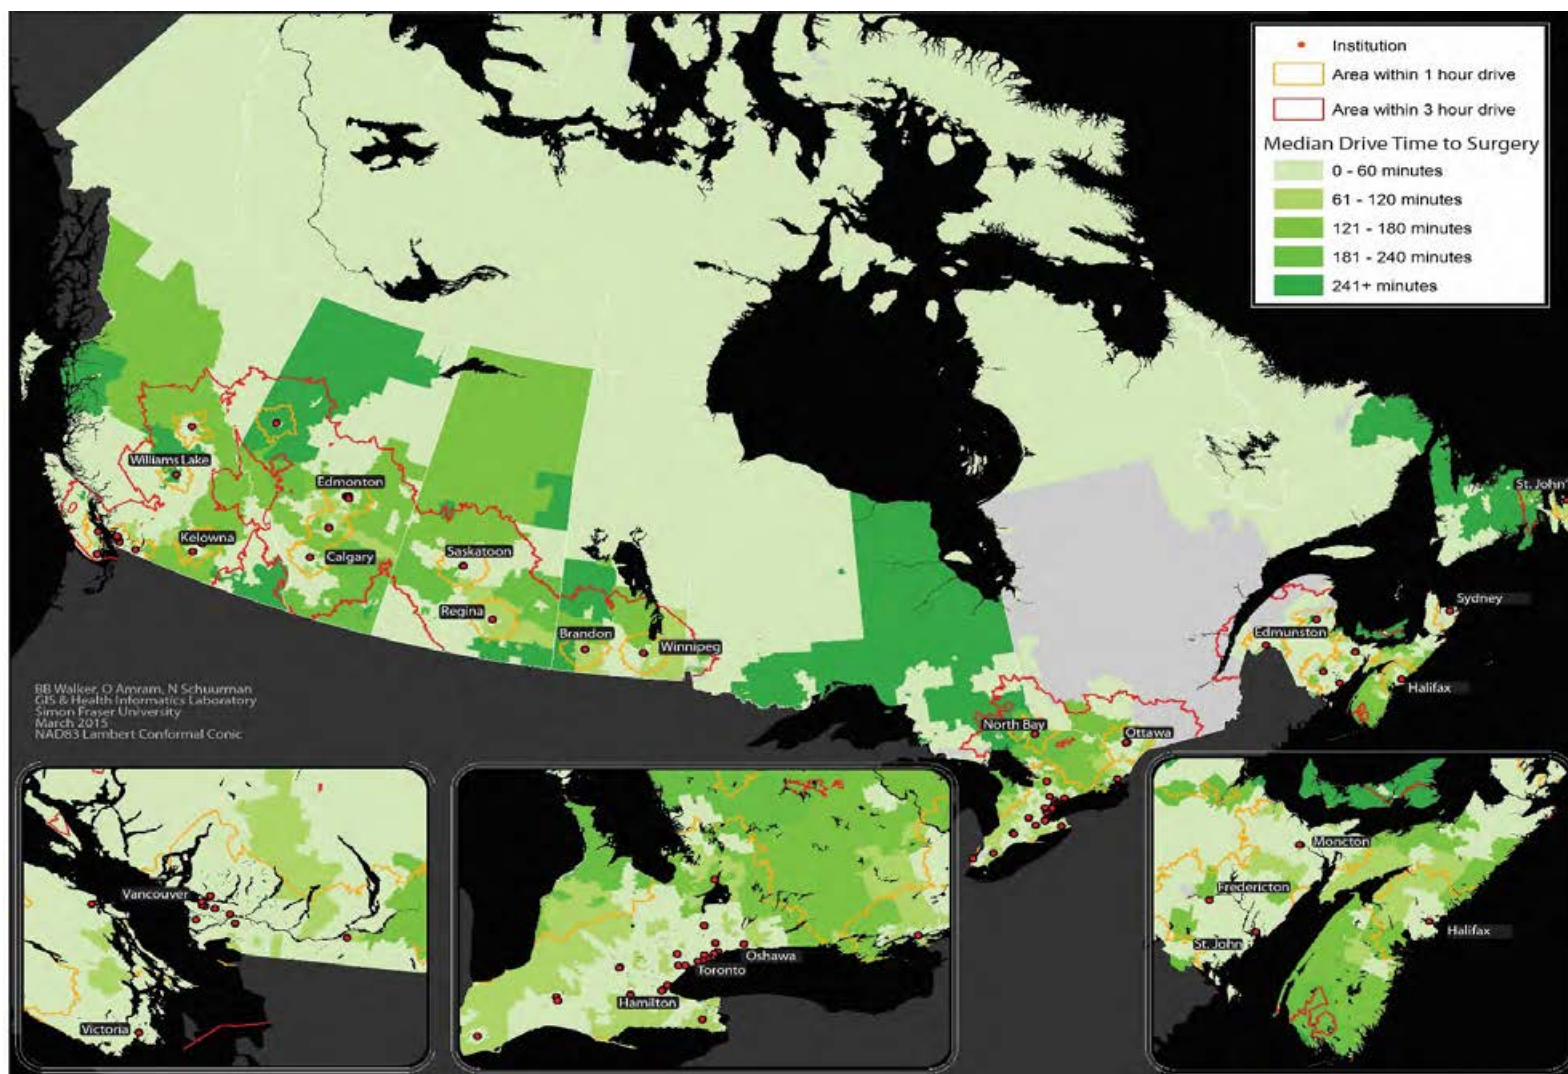 Institution
Area within 1 hour drive
Area within 3 hour drive
Median Drive Time to Surgery
0 - 60 minutes
61 - 120 minutes
121 - 180 minutes
181 - 240 minutes
241+ minutes
Williams Lake
Edmonton
Kelowna
Calgary
Saskatoon
Regina
Brandon
Winnipeg
North Bay
Ottawa
St. John'
Sydney
Edmunston
Halifax
BB Walker, O Amram, N Schuurman
GIS & Health Informatics Laboratory
Simon Fraser University
March 2015
NAD83 Lambert Conformal Conic
Vancouver
Victoria
Oshawa
Toronto
Hamilton
Moncton
Fredericton
Halifax
St. John